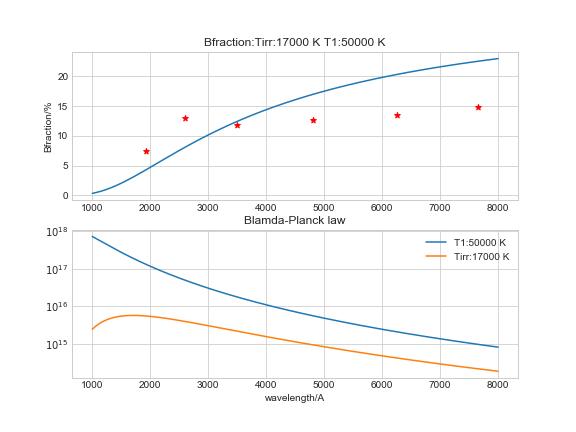 Bfraction:Tirr:17000 K T1:50000 K
Bfraction/%
20
15
10
5
0
1000 2000 3000 4000 5000 6000 7000 8000
Blamda-Planck law
10^18
10^17
10^16
10^15
T1:50000 K
Tirr:17000 K
1000 2000 3000 4000 5000 6000 7000 8000
wavelength/A